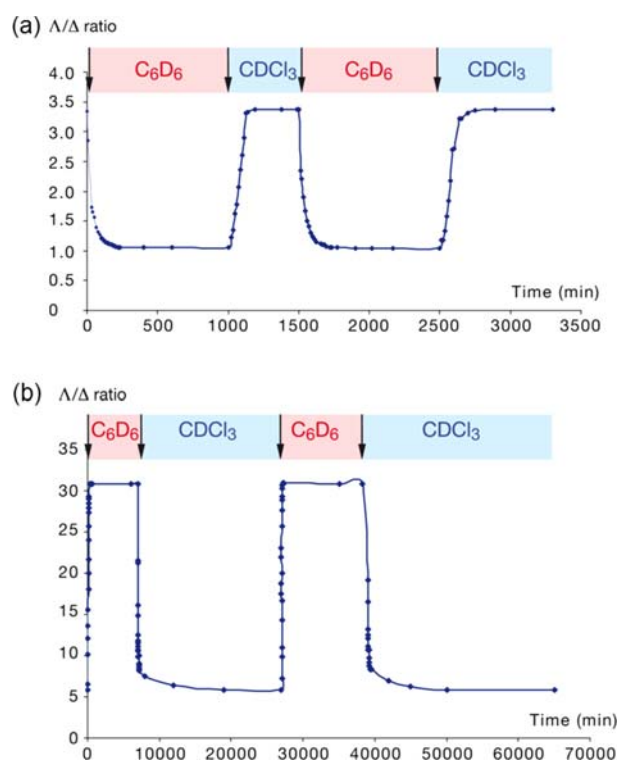 (a) Λ/Δ ratio
C₆D₆ CDCl₃ C₆D₆ CDCl₃
4.0
3.5
3.0
2.5
2.0
1.5
1.0
0.5
0
Time (min)
0 500 1000 1500 2000 2500 3000 3500
(b) Λ/Δ ratio
C₆D₆ CDCl₃ C₆D₆ CDCl₃
35
30
25
20
15
10
5
0
Time (min)
0 10000 20000 30000 40000 50000 60000 70000